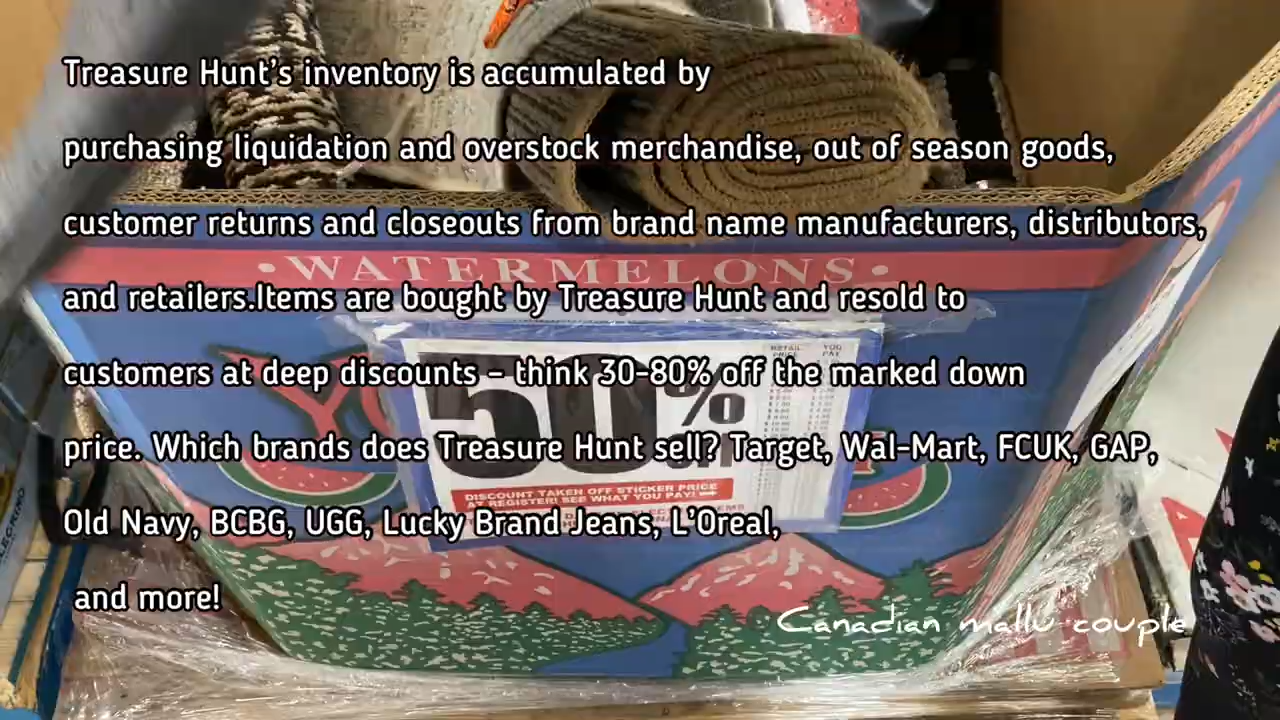 Treasure Hunt's inventory is accumulated by
purchasing liquidation and overstock merchandise, out of season goods,
customer returns and closeouts from brand name manufacturers, distributors,
•WATERMELONS•
and retailers.Items are bought by Treasure Hunt and resold to
RETAIL PRICE YOU PAY
customers at deep discounts – think 30-80% off the marked down
50% OFF
price. Which brands does Treasure Hunt sell? Target, Wal-Mart, FCUK, GAP,
DISCOUNT TAKEN OFF STICKER PRICE
AT REGISTER! SEE WHAT YOU PAY!
Old Navy, BCBG, UGG, Lucky Brand Jeans, L'Oreal,
and more!
Canadian mallu couple